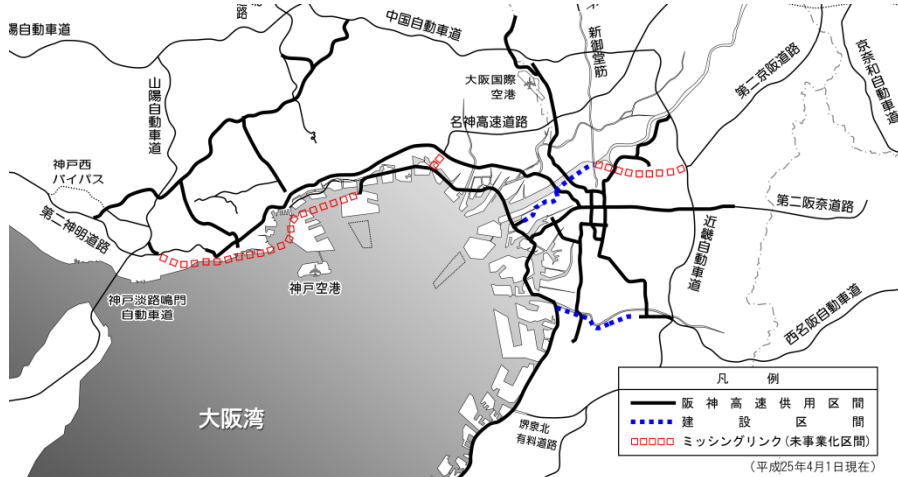 陽自動車道
道路
北
中国自動車道
新御堂筋
京奈和自動車道
第二京阪道路
大阪国際
空港
山陽自動車道
名神高速道路
神戸西
バイパス
第二神明道路
第二阪奈道路
近畿自動車道
神戸空港
神戸淡路鳴門
自動車道
西名阪自動車道
大阪湾
堺泉北
有料道路
凡例
阪神高速供用区間
建設区間
ミッシングリンク(未事業化区間)
(平成25年4月1日現在)